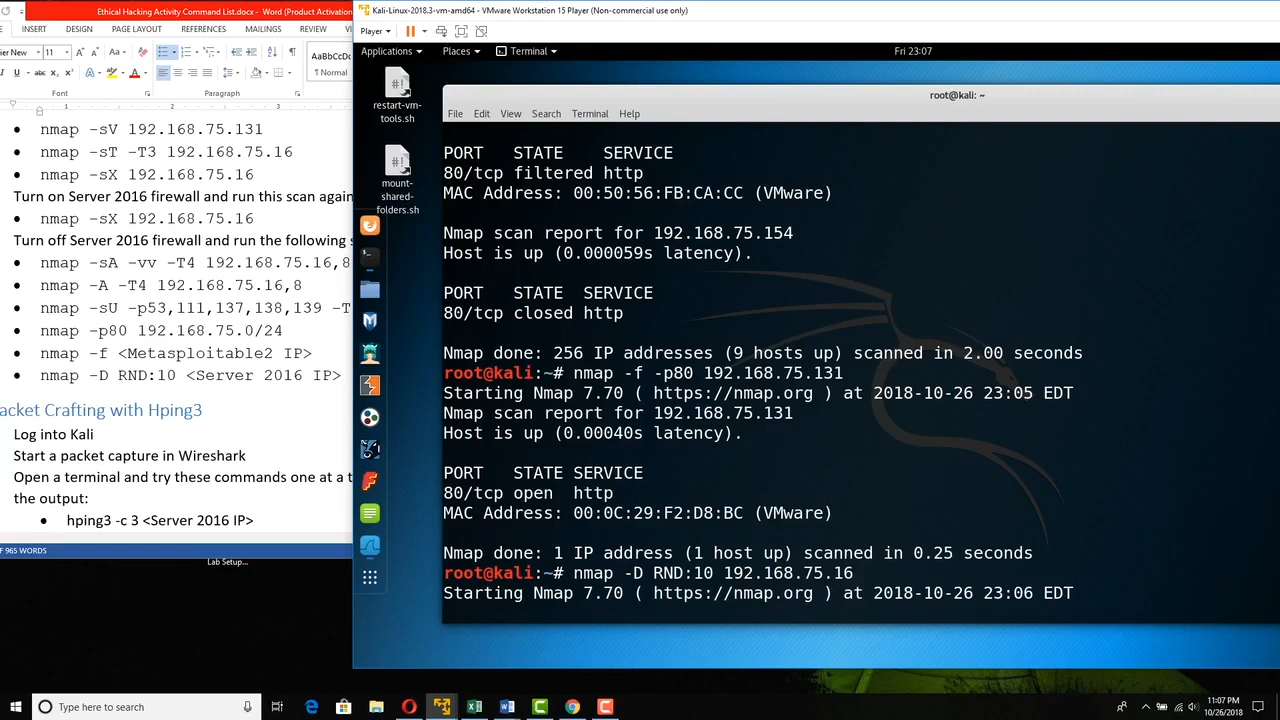 Ethical Hacking Activity Command List.docx - Word (Product Activation
INSERT DESIGN PAGE LAYOUT REFERENCES MAILINGS REVIEW
11 Aa
AaBbCcDc
¶ Normal
Font Paragraph
1 2 3
• nmap -sV 192.168.75.131
• nmap -sT -T3 192.168.75.16
• nmap -sX 192.168.75.16
Turn on Server 2016 firewall and run this scan again
• nmap -sX 192.168.75.16
Turn off Server 2016 firewall and run the following s
• nmap -sA -vv -T4 192.168.75.16,8
• nmap -A -T4 192.168.75.16,8
• nmap -sU -p53,111,137,138,139 -T
• nmap -p80 192.168.75.0/24
• nmap -f <Metasploitable2 IP>
• nmap -D RND:10 <Server 2016 IP>
acket Crafting with Hping3
Log into Kali
Start a packet capture in Wireshark
Open a terminal and try these commands one at a t
the output:
• hping3 -c 3 <Server 2016 IP>
F 965 WORDS
Lab Setup...
Kali-Linux-2018.3-vm-amd64 - VMware Workstation 15 Player (Non-commercial use only)
Player
Applications Places Terminal Fri 23:07
restart-vm-
tools.sh
mount-
shared-
folders.sh
root@kali: ~
File Edit View Search Terminal Help
PORT STATE SERVICE
80/tcp filtered http
MAC Address: 00:50:56:FB:CA:CC (VMware)
Nmap scan report for 192.168.75.154
Host is up (0.000059s latency).
PORT STATE SERVICE
80/tcp closed http
Nmap done: 256 IP addresses (9 hosts up) scanned in 2.00 seconds
root@kali:~# nmap -f -p80 192.168.75.131
Starting Nmap 7.70 ( https://nmap.org ) at 2018-10-26 23:05 EDT
Nmap scan report for 192.168.75.131
Host is up (0.00040s latency).
PORT STATE SERVICE
80/tcp open http
MAC Address: 00:0C:29:F2:D8:BC (VMware)
Nmap done: 1 IP address (1 host up) scanned in 0.25 seconds
root@kali:~# nmap -D RND:10 192.168.75.16
Starting Nmap 7.70 ( https://nmap.org ) at 2018-10-26 23:06 EDT
Type here to search
11:07 PM
10/26/2018